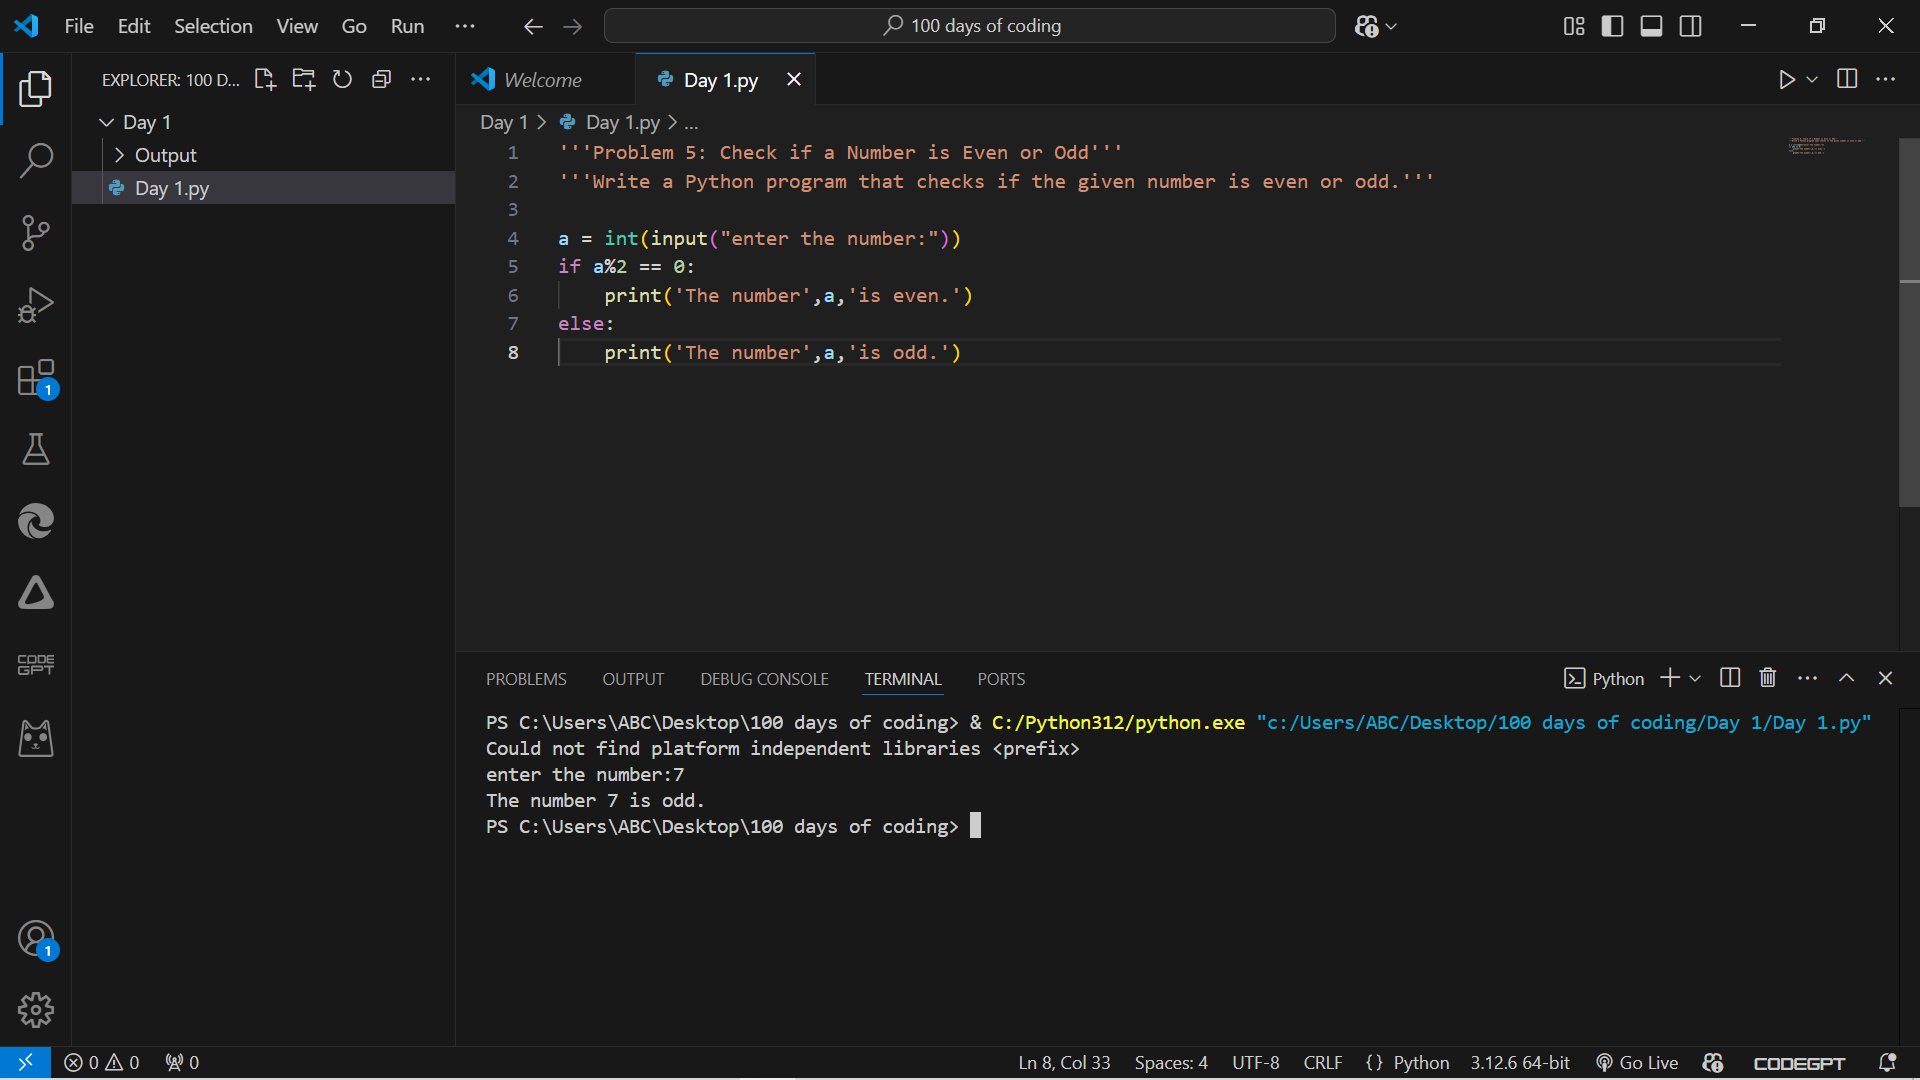 File Edit Selection View Go Run ··· 100 days of coding
EXPLORER: 100 D... ···
Welcome Day 1.py ···
Day 1
Output
Day 1.py
Day 1 > Day 1.py > ...
1 '''Problem 5: Check if a Number is Even or Odd'''
2 '''Write a Python program that checks if the given number is even or odd.'''
3
4 a = int(input("enter the number:"))
5 if a%2 == 0:
6 print('The number',a,'is even.')
7 else:
8 print('The number',a,'is odd.')
1
CODE
GPT
1
PROBLEMS OUTPUT DEBUG CONSOLE TERMINAL PORTS Python ···
PS C:\Users\ABC\Desktop\100 days of coding> & C:/Python312/python.exe "c:/Users/ABC/Desktop/100 days of coding/Day 1/Day 1.py"
Could not find platform independent libraries <prefix>
enter the number:7
The number 7 is odd.
PS C:\Users\ABC\Desktop\100 days of coding>
0 0 0 Ln 8, Col 33 Spaces: 4 UTF-8 CRLF {} Python 3.12.6 64-bit Go Live CODEGPT